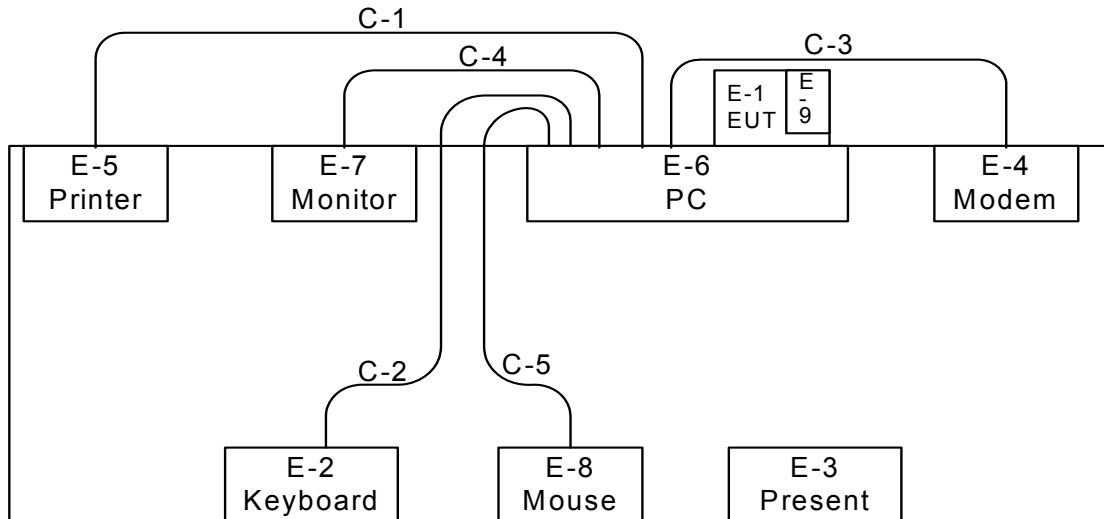 C-1
C-4
C-3
E-1
EUT
E
-
9
E-5
Printer
E-7
Monitor
E-6
PC
E-4
Modem
C-2
C-5
E-2
Keyboard
E-8
Mouse
E-3
Present